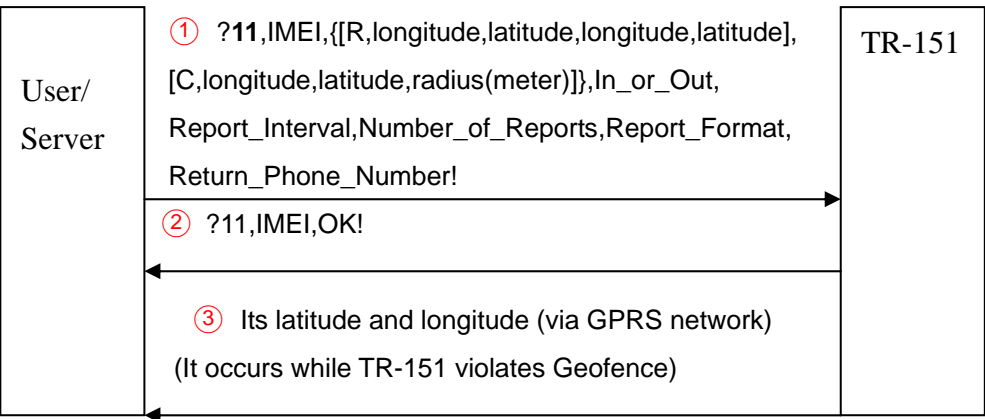 User/
Server
① ?11,IMEI,{[R,longitude,latitude,longitude,latitude],
[C,longitude,latitude,radius(meter)]},In_or_Out,
Report_Interval,Number_of_Reports,Report_Format,
Return_Phone_Number!
② ?11,IMEI,OK!
③ Its latitude and longitude (via GPRS network)
(It occurs while TR-151 violates Geofence)
TR-151